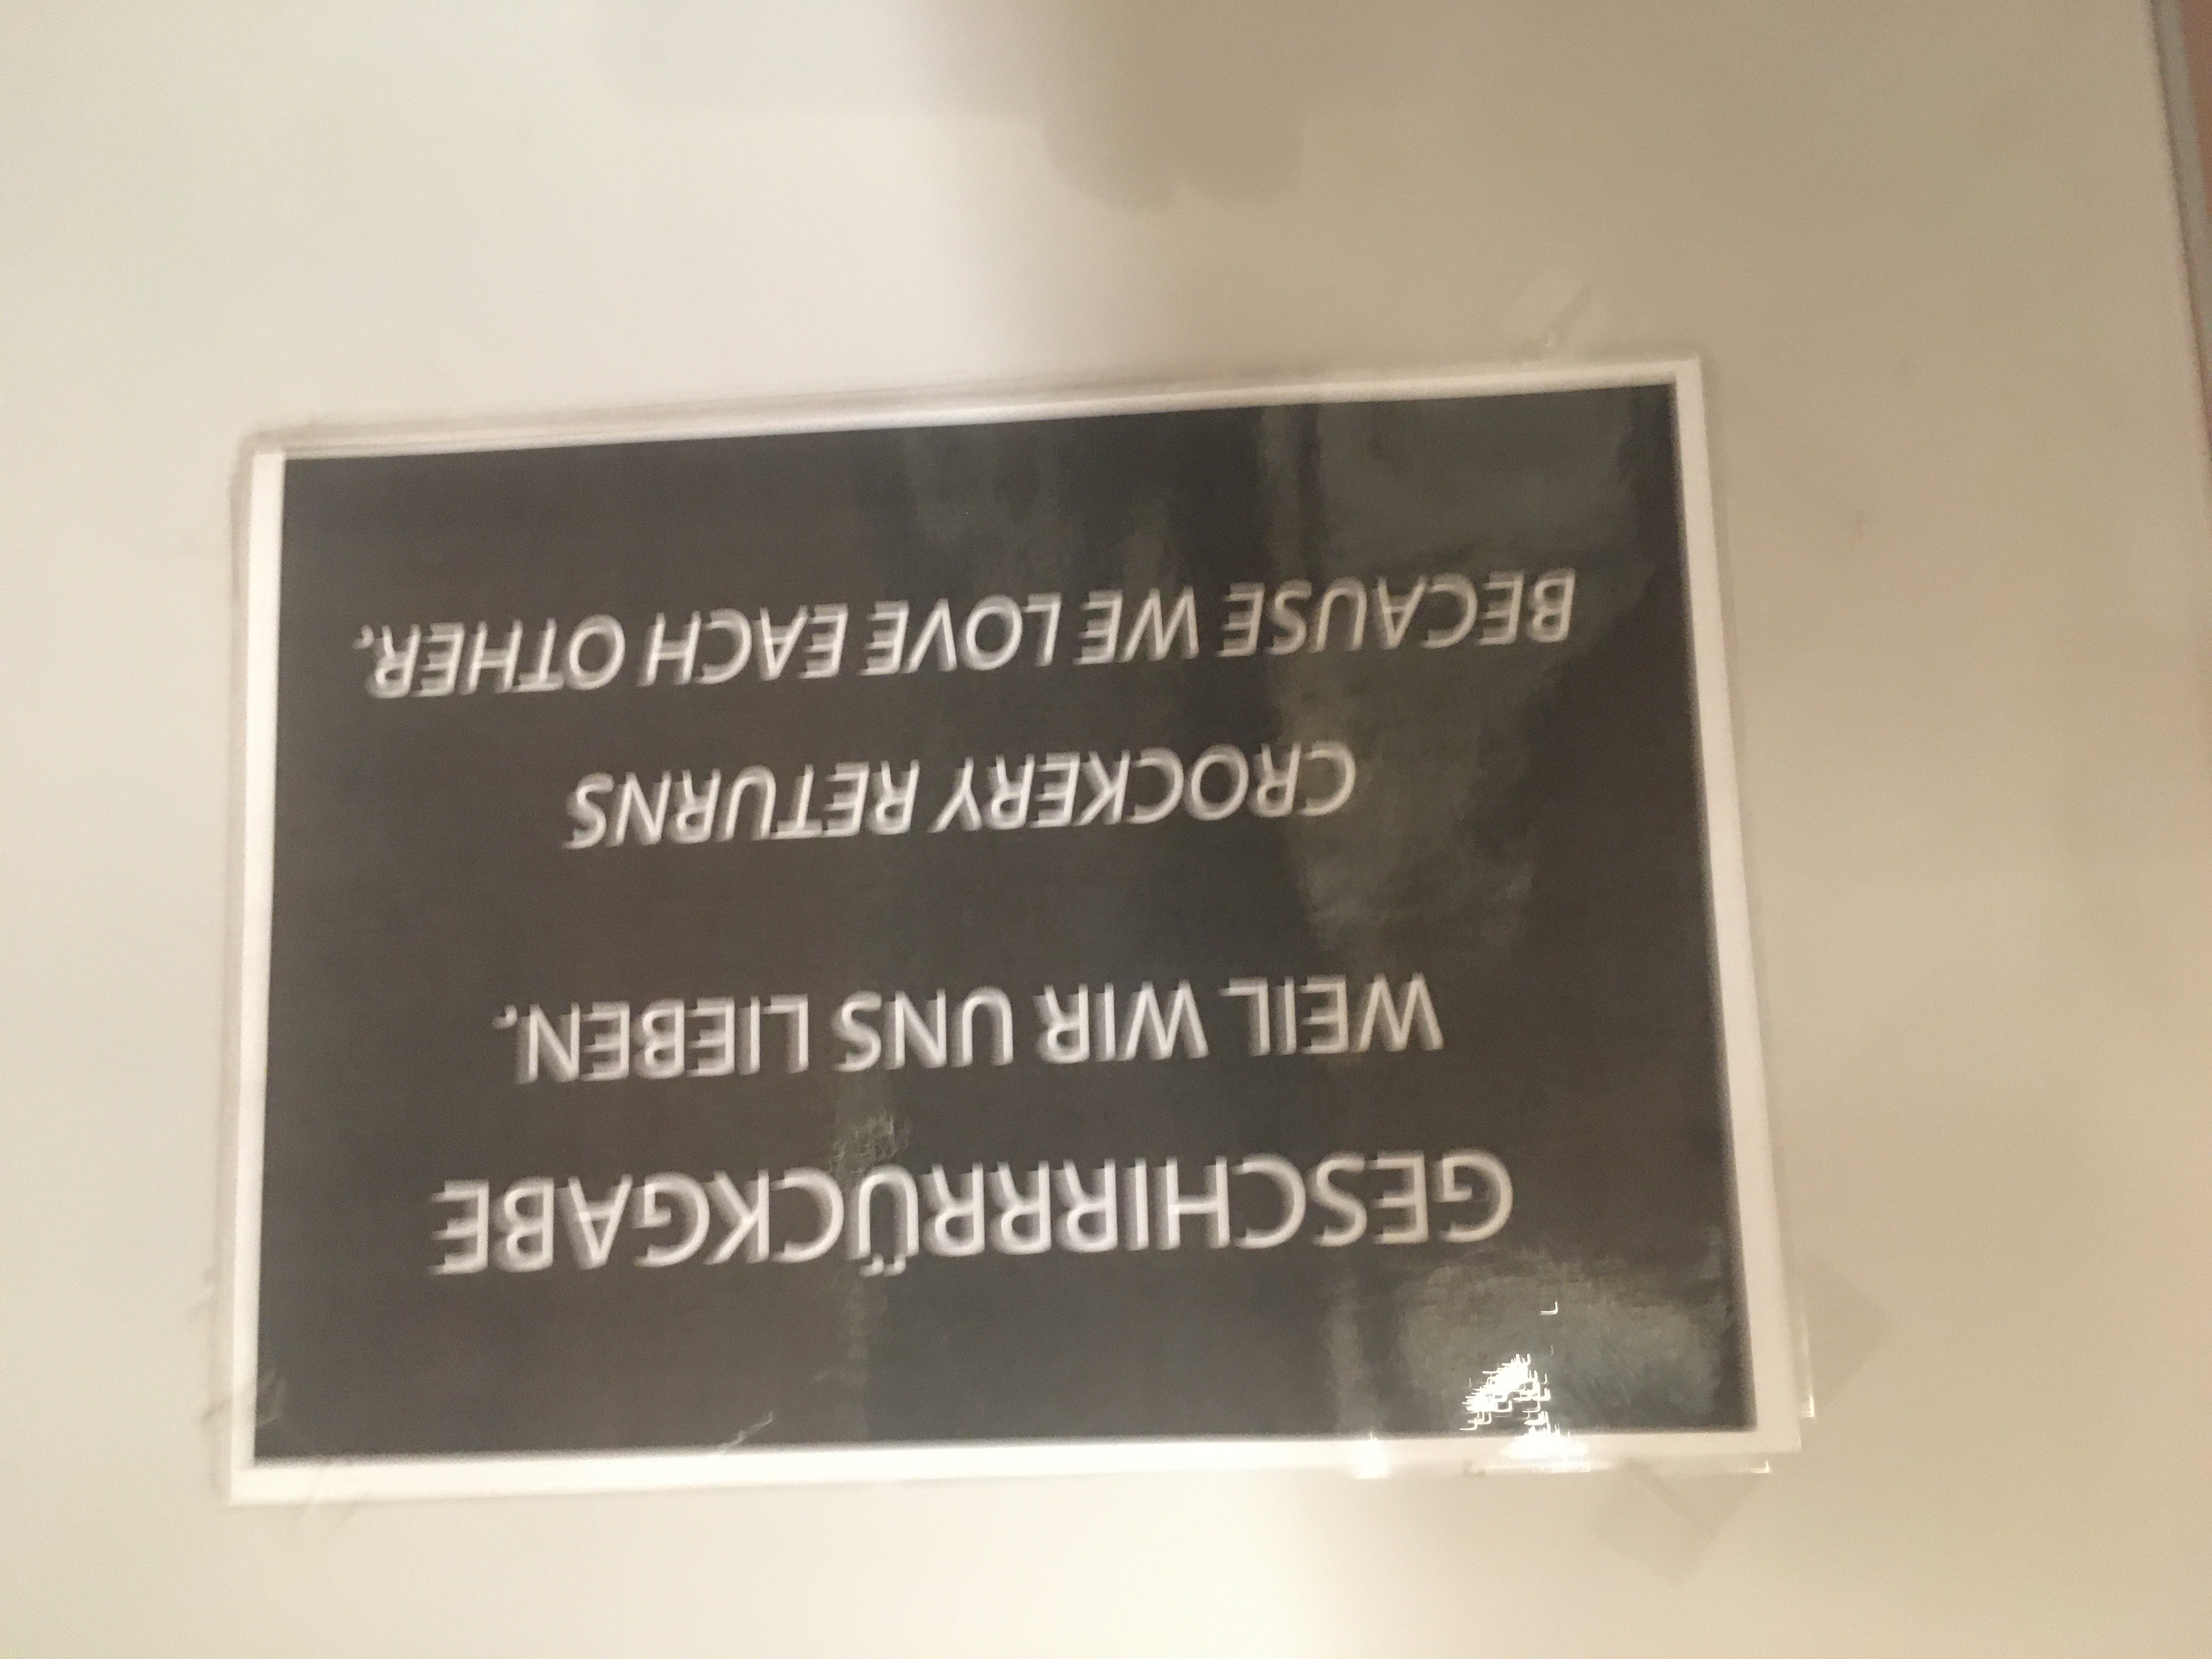 GESCHIRRRÜCKGABE
WEIL WIR UNS LIEBEN.
CROCKERY RETURNS
BECAUSE WE LOVE EACH OTHER.